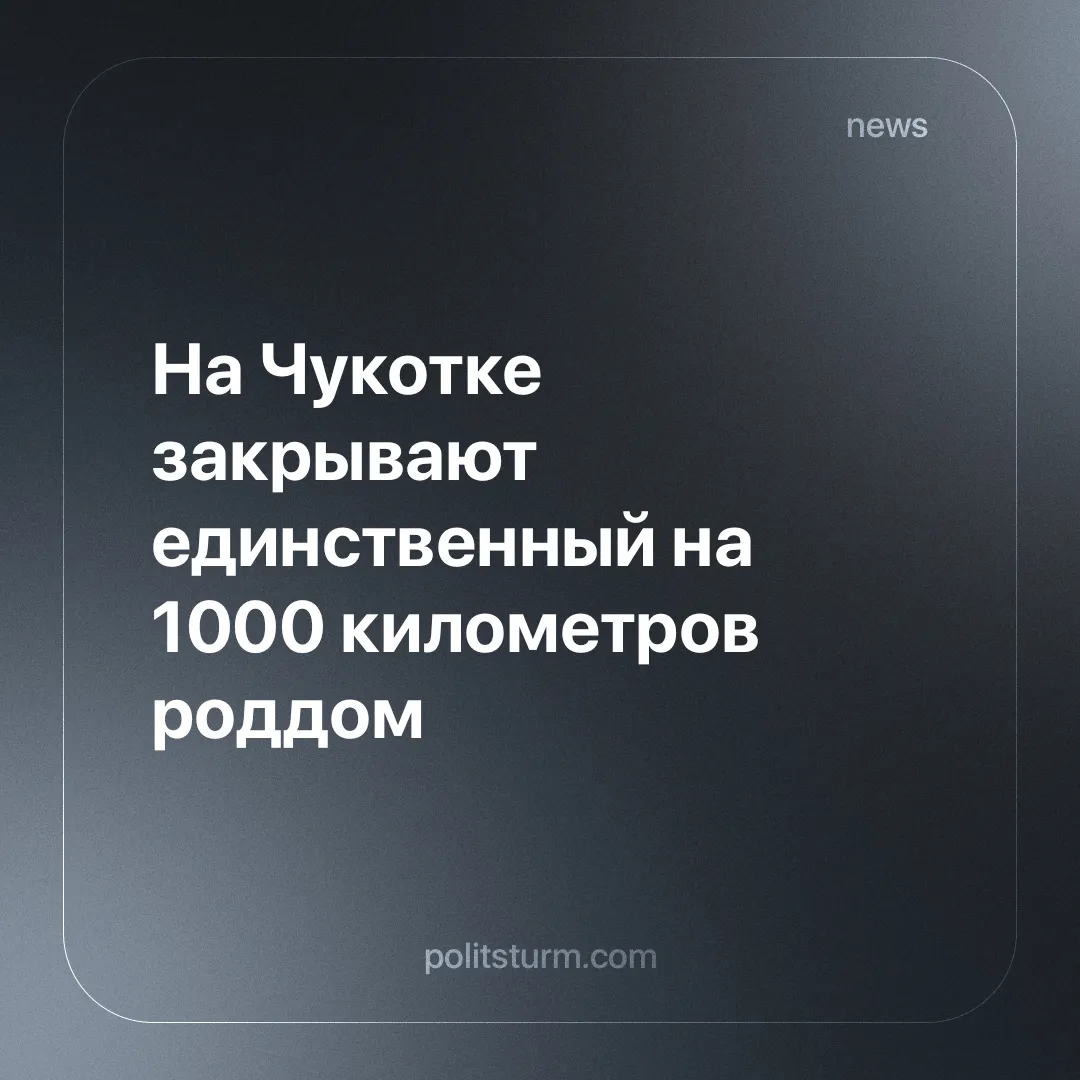 news
На Чукотке
закрывают
единственный на
1000 километров
роддом
politsturm.com